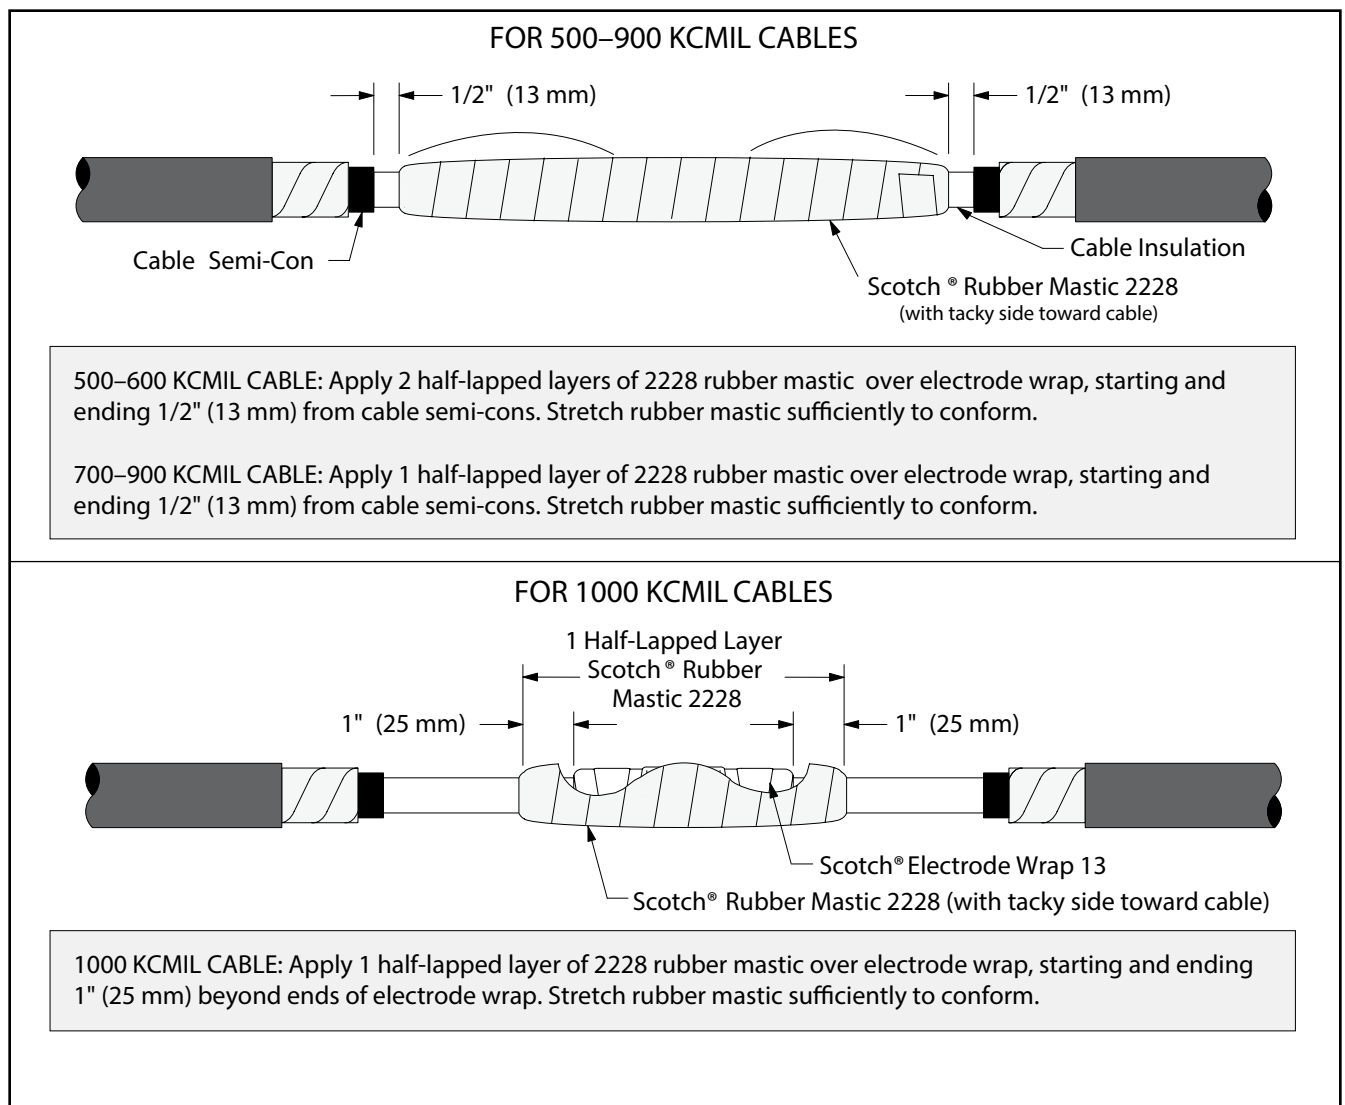 FOR 500–900 KCMIL CABLES
1/2" (13 mm)
1/2" (13 mm)
Cable Semi-Con
Cable Insulation
Scotch ® Rubber Mastic 2228
(with tacky side toward cable)
500–600 KCMIL CABLE: Apply 2 half-lapped layers of 2228 rubber mastic over electrode wrap, starting and
ending 1/2" (13 mm) from cable semi-cons. Stretch rubber mastic sufficiently to conform.
700–900 KCMIL CABLE: Apply 1 half-lapped layer of 2228 rubber mastic over electrode wrap, starting and
ending 1/2" (13 mm) from cable semi-cons. Stretch rubber mastic sufficiently to conform.
FOR 1000 KCMIL CABLES
1 Half-Lapped Layer
Scotch ® Rubber
Mastic 2228
1" (25 mm)
1" (25 mm)
Scotch® Electrode Wrap 13
Scotch® Rubber Mastic 2228 (with tacky side toward cable)
1000 KCMIL CABLE: Apply 1 half-lapped layer of 2228 rubber mastic over electrode wrap, starting and ending
1" (25 mm) beyond ends of electrode wrap. Stretch rubber mastic sufficiently to conform.